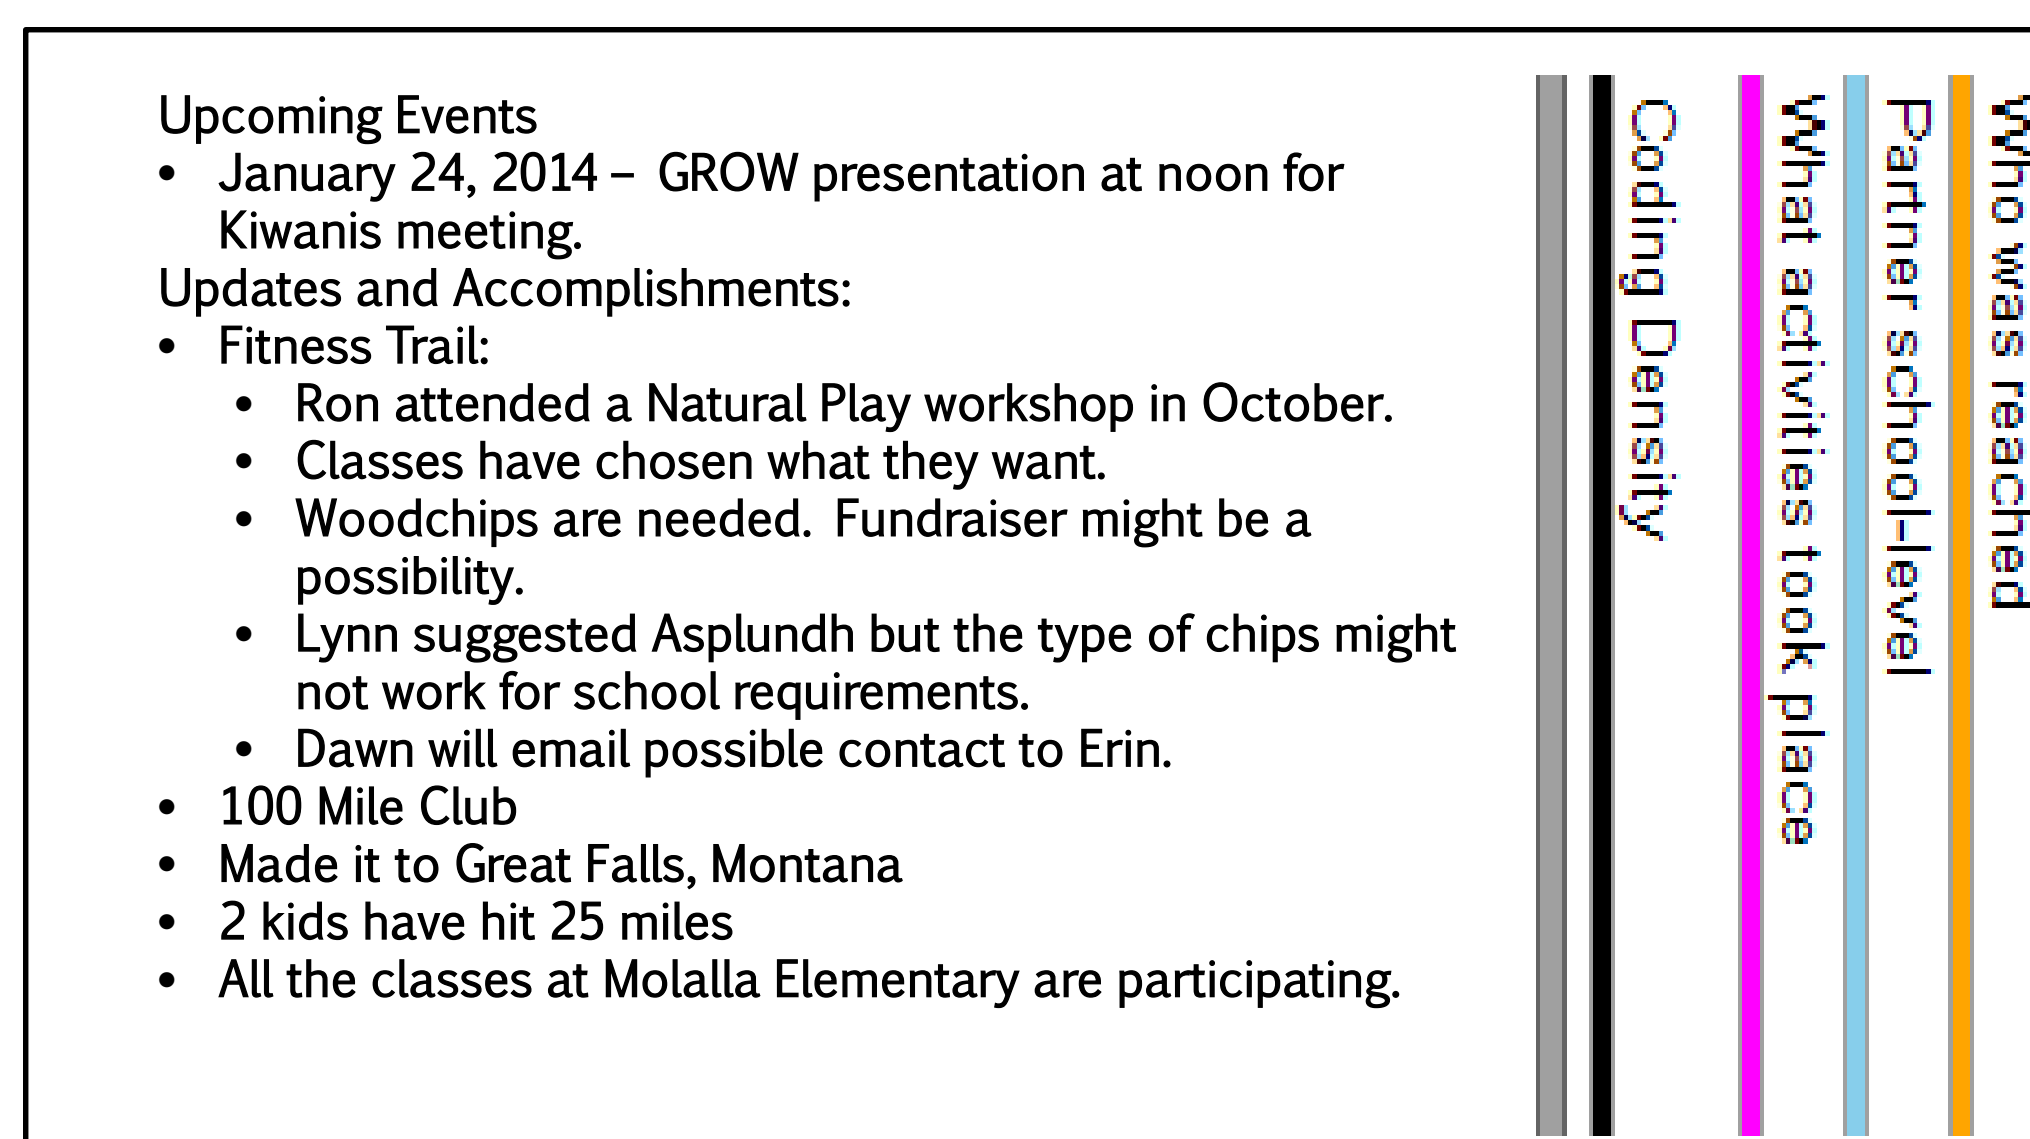 Upcoming Events
• January 24, 2014 – GROW presentation at noon for
Kiwanis meeting.
Updates and Accomplishments:
• Fitness Trail:
• Ron attended a Natural Play workshop in October.
• Classes have chosen what they want.
• Woodchips are needed. Fundraiser might be a
possibility.
• Lynn suggested Asplundh but the type of chips might
not work for school requirements.
• Dawn will email possible contact to Erin.
• 100 Mile Club
• Made it to Great Falls, Montana
• 2 kids have hit 25 miles
• All the classes at Molalla Elementary are participating.
Coding Density
What activities took place
Partner school-level
Who was reached